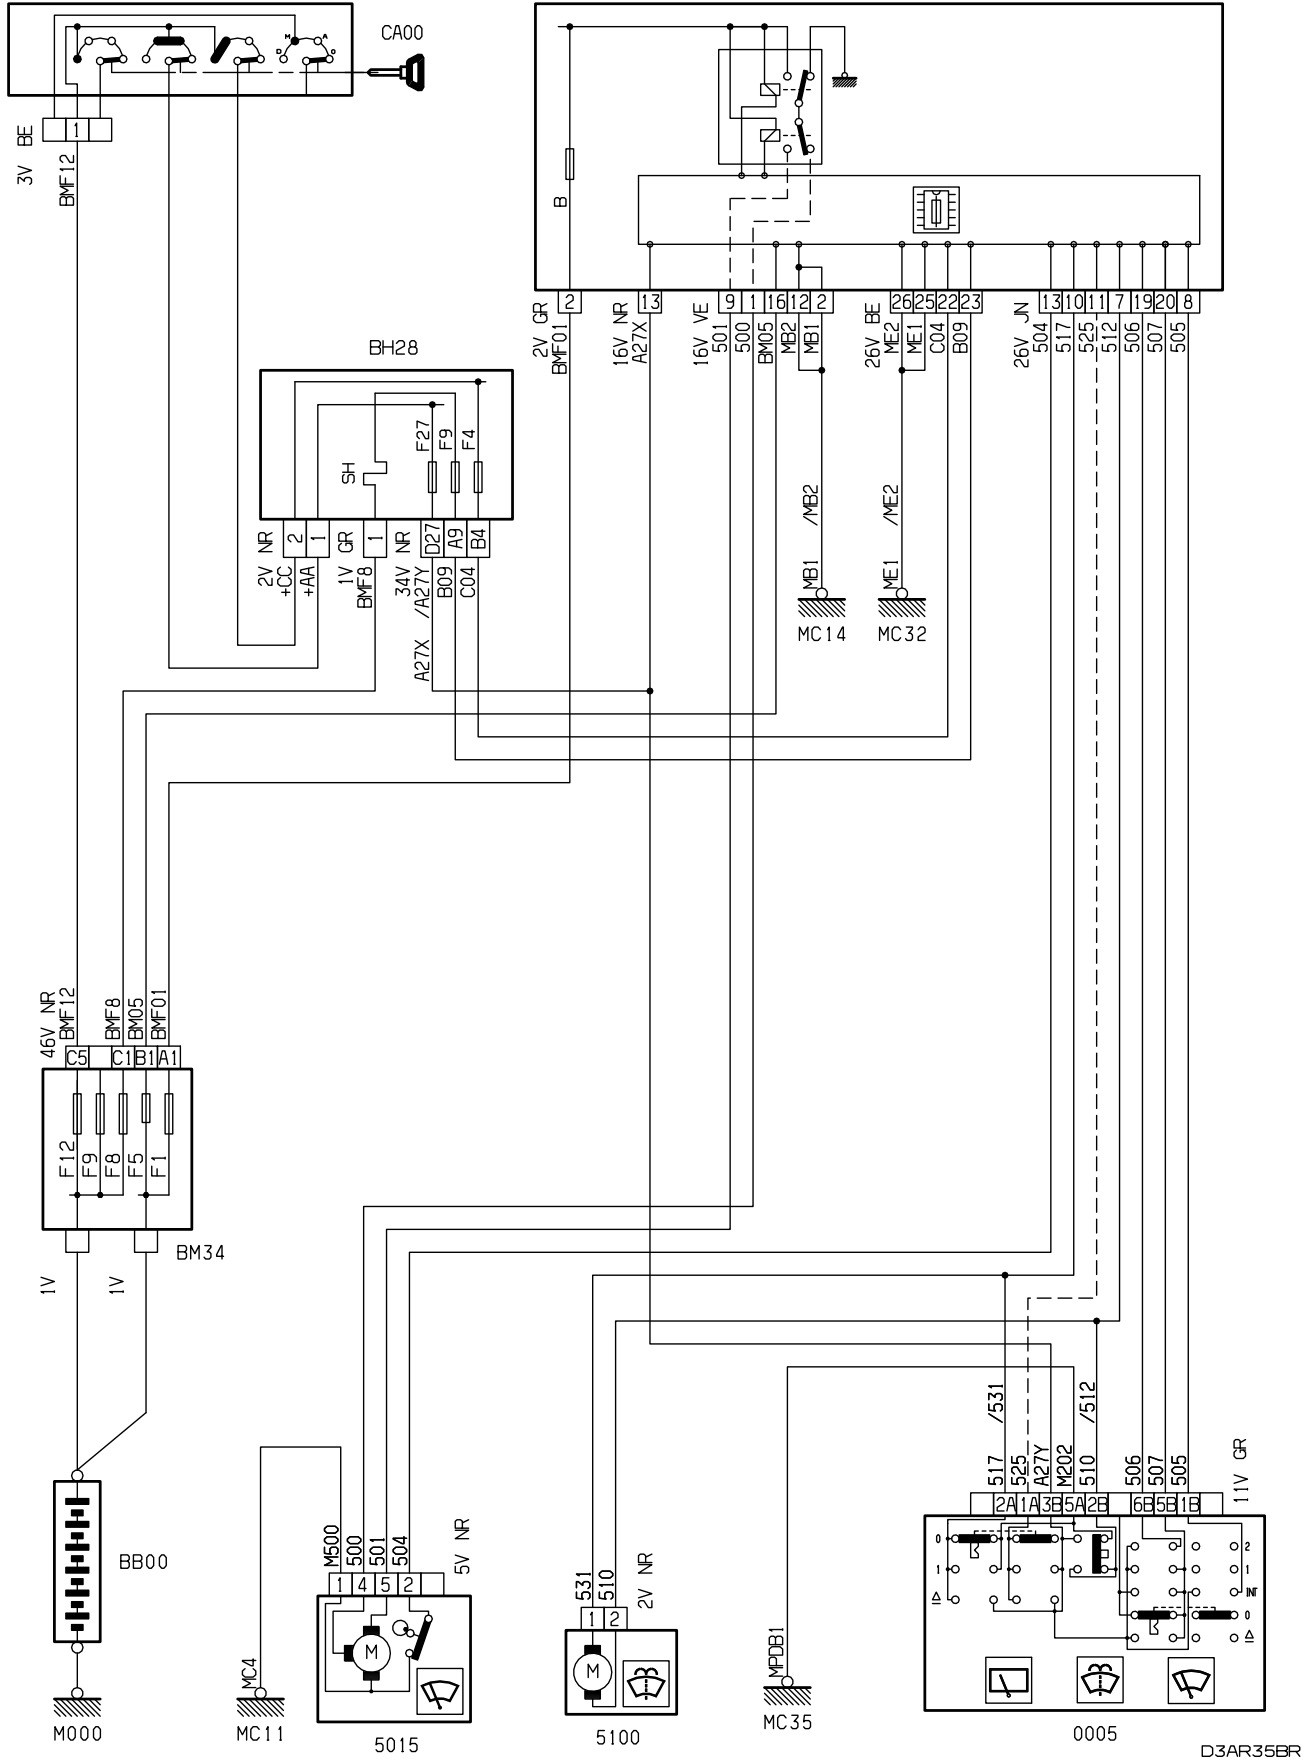 M A
D O
CA00
3V BE
1
BMF12
B
2
13
9 1 16 12 2
26 25 22 23
13 10 11 7 19 20 8
2V GR
BMF01
16V NR
A27X
16V VE
501
500
BM05
MB2
MB1
26V BE
ME2
ME1
C04
B09
26V JN
504
517
525
512
506
507
505
BH28
SH
F27
F9
F4
2 1
1
D27 A9 B4
2V NR
+CC
+AA
1V GR
BMF8
34V NR
A27X /A27Y
B09
C04
MB1 /MB2
MC14
ME1 /ME2
MC32
46V NR
BMF12
BMF8
BM05
BMF01
C5 C1 B1 A1
F12
F9
F8
F5
F1
BM34
1V
1V
BB00
M000
MC4
MC11
M500
500
501
504
5V NR
1 4 5 2
M
5015
531
510
2V NR
1 2
M
5100
MPDB1
MC35
517 /531
525
A27Y
M202
510 /512
506
507
505
11V GR
2A 1A 3B 5A 2B 6B 5B 1B
0
1
2
1
INT
0
0005
D3AR35BR